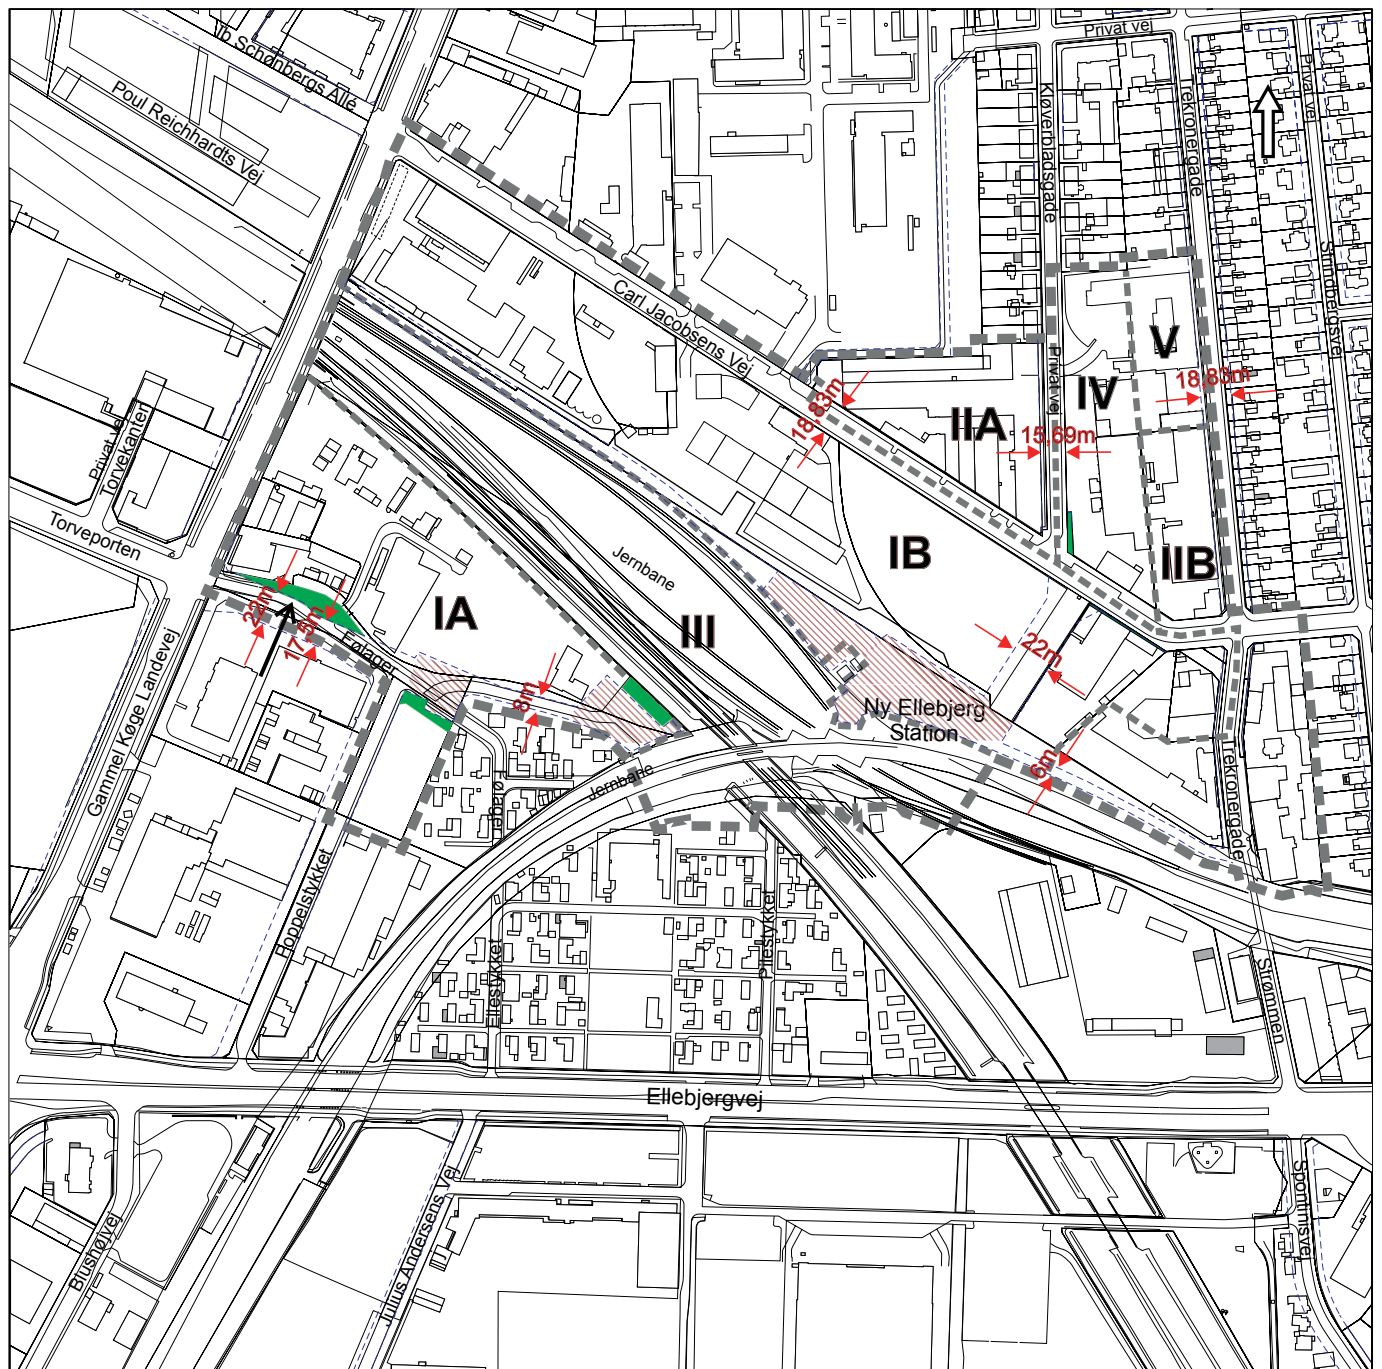 Privat vej
Ib Schønbergs Allé
Poul Reichhardts Vej
Kløverbladsgade
Trekronergade
Privat vej
Strindbergsvej
Carl Jacobsens Vej
V
18,83m
IV
Privat vej
18,83m
IIA
15,69m
Privat vej
Torvekanten
Torveporten
Jernbane
IB
IIB
IA
III
22m
17,5m
Følager
22m
8m
Ny Ellebjerg
Station
6m
Gammel Køge Landevej
Jernbane
Følager
Trekronergade
Hoppelstykket
Ellestykket
Pilestykket
Strømmen
Ellebjergvej
Blushøjvej
Julius Andersens Vej
Spontinisvej